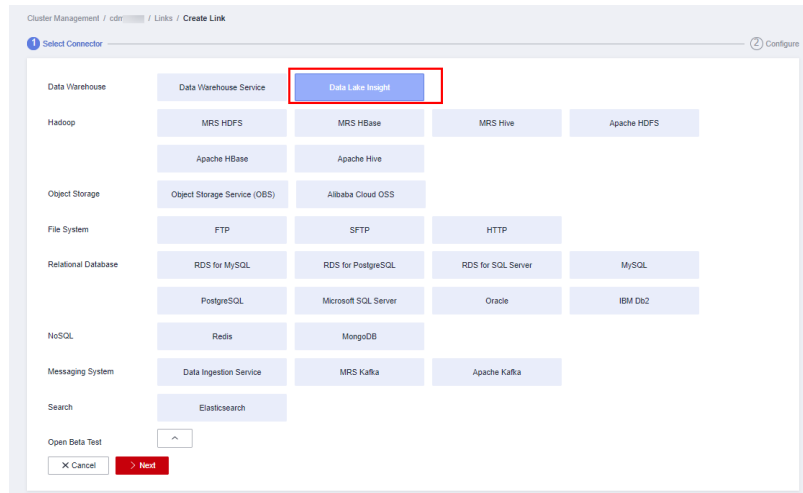 Cluster Management / cdm / Links / Create Link
1 Select Connector 2 Configure
Data Warehouse Data Warehouse Service Data Lake Insight
Hadoop MRS HDFS MRS HBase MRS Hive Apache HDFS
Apache HBase Apache Hive
Object Storage Object Storage Service (OBS) Alibaba Cloud OSS
File System FTP SFTP HTTP
Relational Database RDS for MySQL RDS for PostgreSQL RDS for SQL Server MySQL
PostgreSQL Microsoft SQL Server Oracle IBM Db2
NoSQL Redis MongoDB
Messaging System Data Ingestion Service MRS Kafka Apache Kafka
Search Elasticsearch
Open Beta Test
Cancel Next